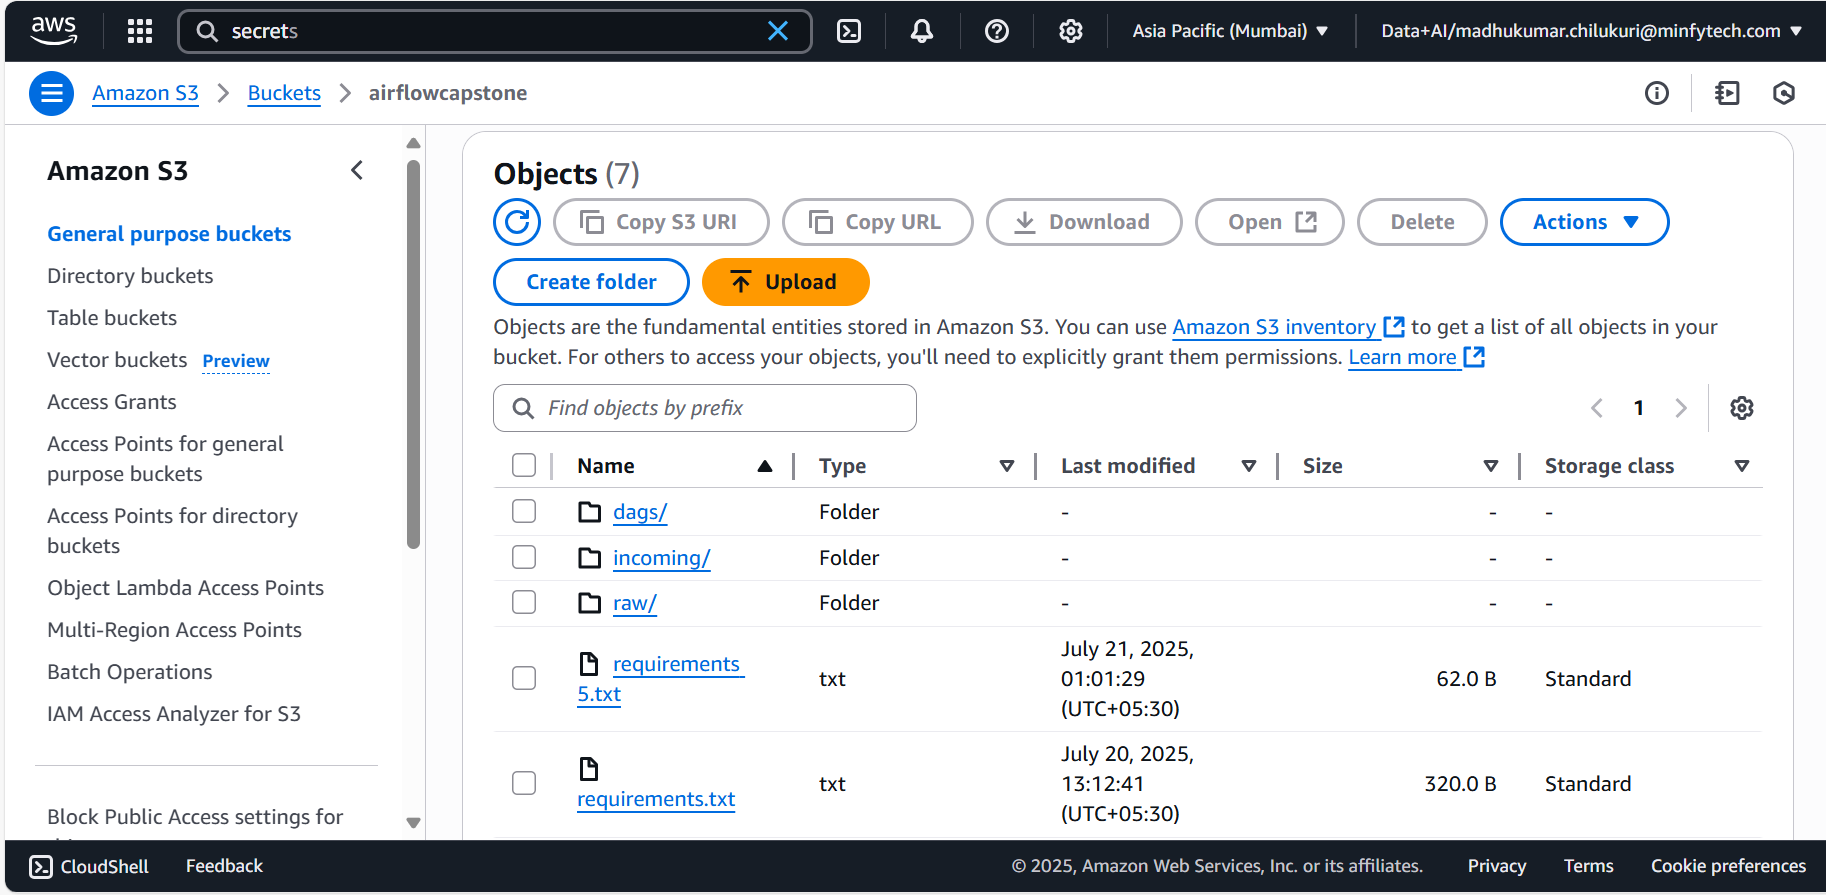 aws
secrets
Asia Pacific (Mumbai)
Data+AI/madhukumar.chilukuri@minfytech.com
Amazon S3
Buckets
airflowcapstone
Amazon S3
General purpose buckets
Directory buckets
Table buckets
Vector buckets Preview
Access Grants
Access Points for general
purpose buckets
Access Points for directory
buckets
Object Lambda Access Points
Multi-Region Access Points
Batch Operations
IAM Access Analyzer for S3
Block Public Access settings for
Objects (7)
Copy S3 URI
Copy URL
Download
Open
Delete
Actions
Create folder
Upload
Objects are the fundamental entities stored in Amazon S3. You can use Amazon S3 inventory to get a list of all objects in your
bucket. For others to access your objects, you'll need to explicitly grant them permissions. Learn more
Find objects by prefix
1
Name Type Last modified Size Storage class
dags/ Folder - - -
incoming/ Folder - - -
raw/ Folder - - -
requirements
5.txt
txt
July 21, 2025,
01:01:29
(UTC+05:30)
62.0 B
Standard
requirements.txt
txt
July 20, 2025,
13:12:41
(UTC+05:30)
320.0 B
Standard
CloudShell
Feedback
© 2025, Amazon Web Services, Inc. or its affiliates.
Privacy
Terms
Cookie preferences